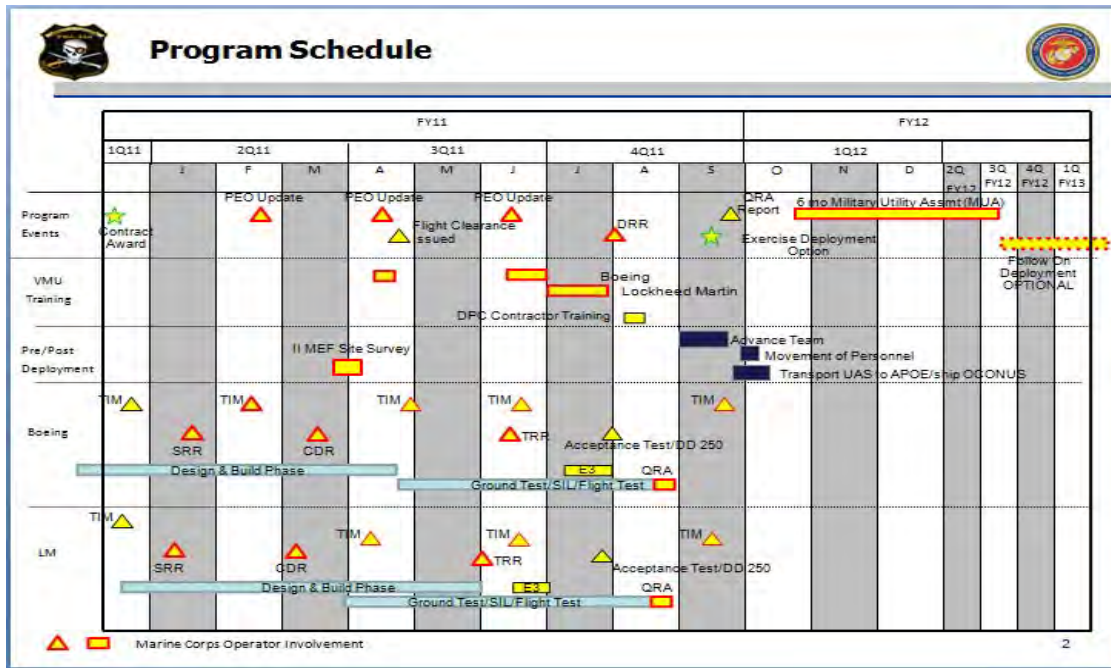 Program Schedule
FY11
FY12
1Q11
2Q11
3Q11
4Q11
1Q12
J
F
M
A
M
J
J
A
S
O
N
D
2Q
FY12
3Q
FY12
4Q
FY12
1Q
FY13
Program
Events
Contract
Award
PEO Update
PEO Update
Flight Clearance
Issued
PEO Update
DRR
QRA
Report
Exercise Deployment
Option
6 mo Military Utility Assmt (MUA)
Follow On
Deployment
OPTIONAL
VMU
Training
Boeing
Lockheed Martin
DPC Contractor Training
Pre/Post
Deployment
II MEF Site Survey
Advance Team
Movement of Personnel
Transport UAS to APOE/ship OCONUS
Boeing
TIM
TIM
TIM
TIM
TIM
SRR
CDR
TRR
Acceptance Test/DD 250
Design & Build Phase
E3
QRA
Ground Test/SIL/Flight Test
LM
TIM
TIM
TIM
TIM
SRR
CDR
TRR
Acceptance Test/DD 250
Design & Build Phase
E3
QRA
Ground Test/SIL/Flight Test
Marine Corps Operator Involvement
2